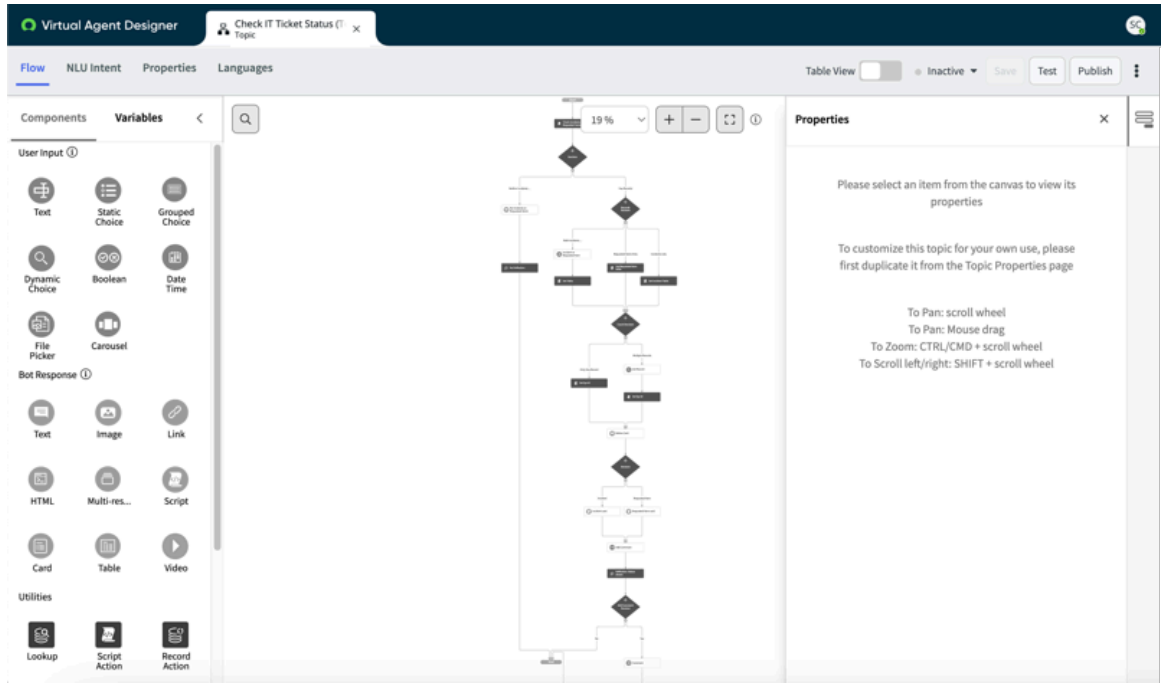 Virtual Agent Designer
Check IT Ticket Status (T
Topic
SC
Flow
NLU Intent
Properties
Languages
Table View
Inactive
Save
Test
Publish
Components
Variables
User Input
Text
Static
Choice
Grouped
Choice
Dynamic
Choice
Boolean
Date
Time
File
Picker
Carousel
Bot Response
Text
Image
Link
HTML
Multi-res...
Script
Card
Table
Video
Utilities
Lookup
Script
Action
Record
Action
19 %
Properties
Please select an item from the canvas to view its
properties
To customize this topic for your own use, please
first duplicate it from the Topic Properties page
To Pan: scroll wheel
To Pan: Mouse drag
To Zoom: CTRL/CMD + scroll wheel
To Scroll left/right: SHIFT + scroll wheel